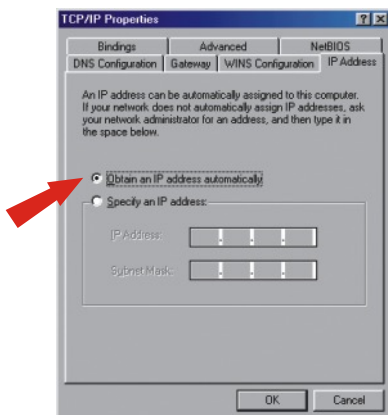 TCP/IP Properties
Bindings Advanced NetBIOS
DNS Configuration Gateway WINS Configuration IP Address
An IP address can be automatically assigned to this computer.
If your network does not automatically assign IP addresses, ask
your network administrator for an address, and then type it in
the space below.
Obtain an IP address automatically
Specify an IP address:
IP Address:
Subnet Mask:
OK Cancel